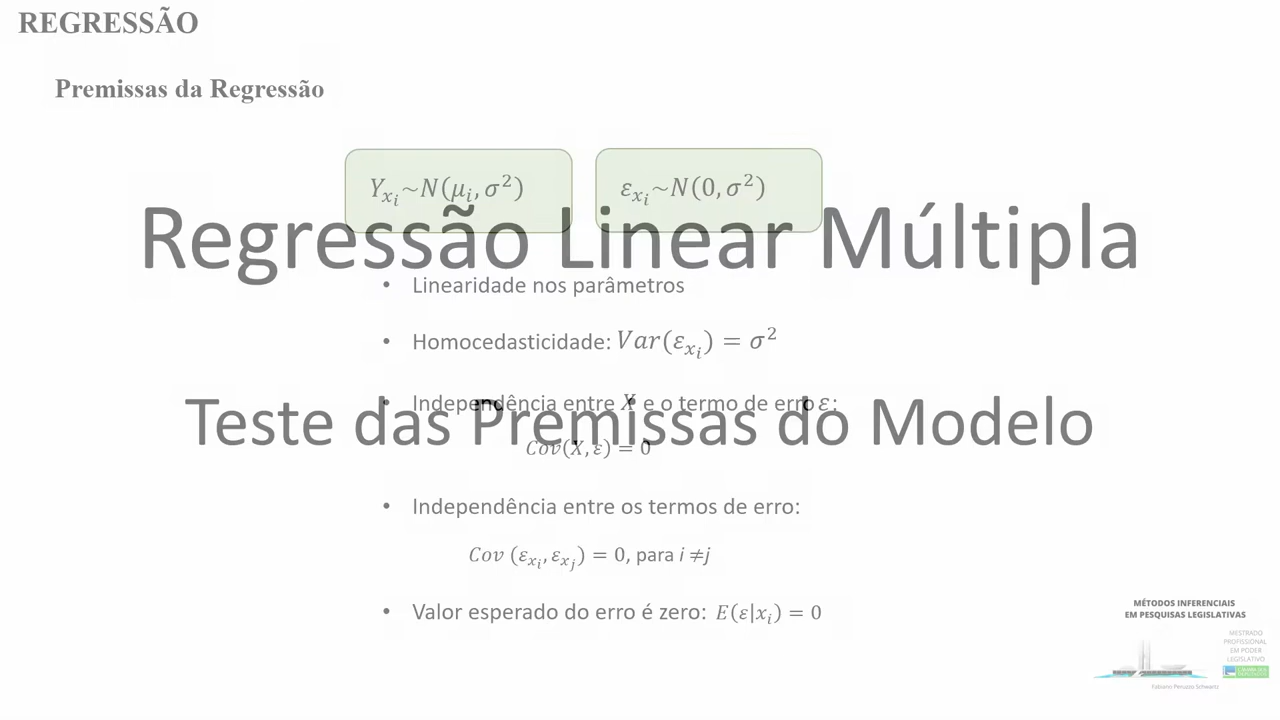 REGRESSÃO
Premissas da Regressão
Y_{x_i}~N(μ_i, σ²)
ε_{x_i}~N(0, σ²)
Regressão Linear Múltipla
• Linearidade nos parâmetros
• Homocedasticidade: Var(ε_{x_i}) = σ²
• Independência entre X e o termo de erro ε:
Teste das Premissas do Modelo
Cov(X, ε) = 0
• Independência entre os termos de erro:
Cov (ε_{x_i}, ε_{x_j}) = 0, para i ≠j
• Valor esperado do erro é zero: E(ε|x_i) = 0
MÉTODOS INFERENCIAIS
EM PESQUISAS LEGISLATIVAS
MESTRADO
PROFISSIONAL
EM PODER
LEGISLATIVO
Fabiano Peruzzo Schwartz